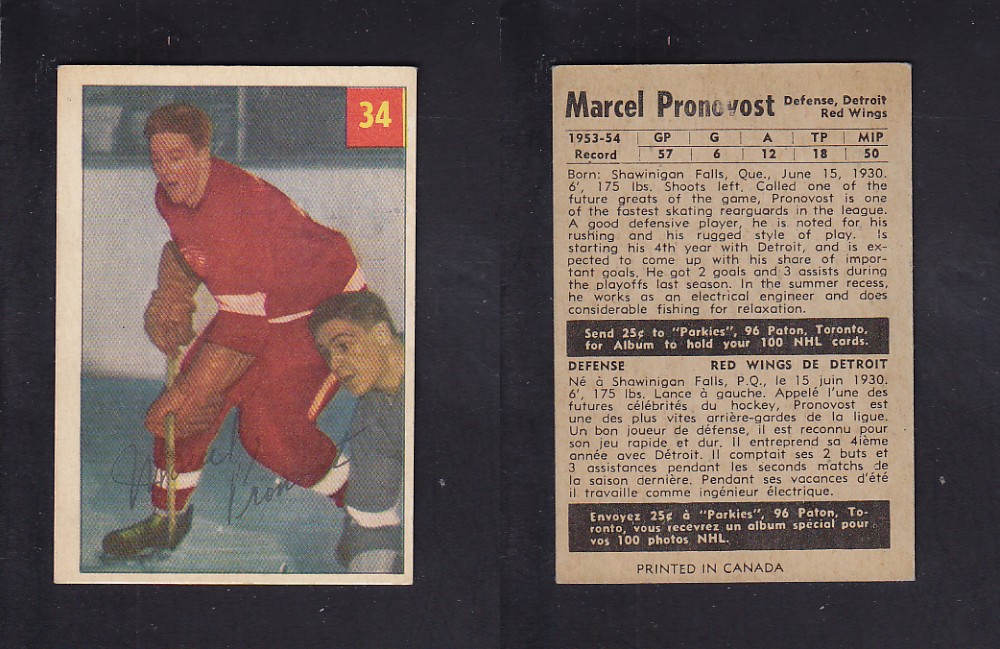 34
Marcel Pronovost
Marcel Pronovost Defense, Detroit
Red Wings
1953-54 GP G A TP MIP
Record 57 6 12 18 50
Born: Shawinigan Falls, Que., June 15, 1930.
6', 175 lbs. Shoots left. Called one of the
future greats of the game, Pronovost is one
of the fastest skating rearguards in the league.
A good defensive player, he is noted for his
rushing and his rugged style of play. Is
starting his 4th year with Detroit, and is ex-
pected to come up with his share of impor-
tant goals. He got 2 goals and 3 assists during
the playoffs last season. In the summer recess,
he works as an electrical engineer and does
considerable fishing for relaxation.
Send 25¢ to "Parkies", 96 Paton, Toronto,
for Album to hold your 100 NHL cards.
DEFENSE RED WINGS DE DETROIT
Né à Shawinigan Falls, P.Q., le 15 juin 1930.
6', 175 lbs. Lance à gauche. Appelé l'une des
futures célébrités du hockey, Pronovost est
une des plus vites arrière-gardes de la ligue.
Un bon joueur de défense, il est reconnu pour
son jeu rapide et dur. Il entreprend sa 4ième
année avec Détroit. Il comptait ses 2 buts et
3 assistances pendant les seconds matchs de
la saison dernière. Pendant ses vacances d'été
il travaille comme ingénieur électrique.
Envoyez 25¢ à "Parkies", 96 Paton, To-
ronto, vous recevrez un album spécial pour
vos 100 photos NHL.
PRINTED IN CANADA